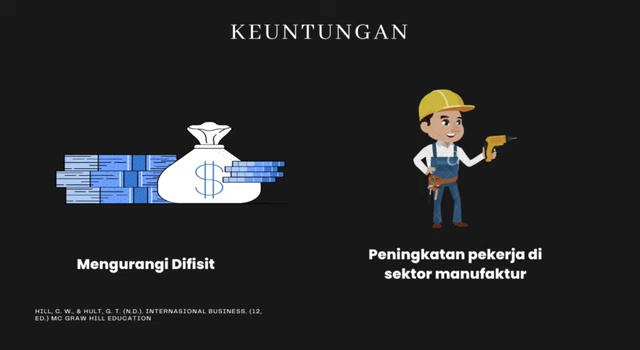 KEUNTUNGAN
Mengurangi Difisit
Peningkatan pekerja di
sektor manufaktur
HILL, C. W., & HULT, G. T. (N.D.). INTERNASIONAL BUSINESS. (12,
ED.) MC GRAW HILL EDUCATION